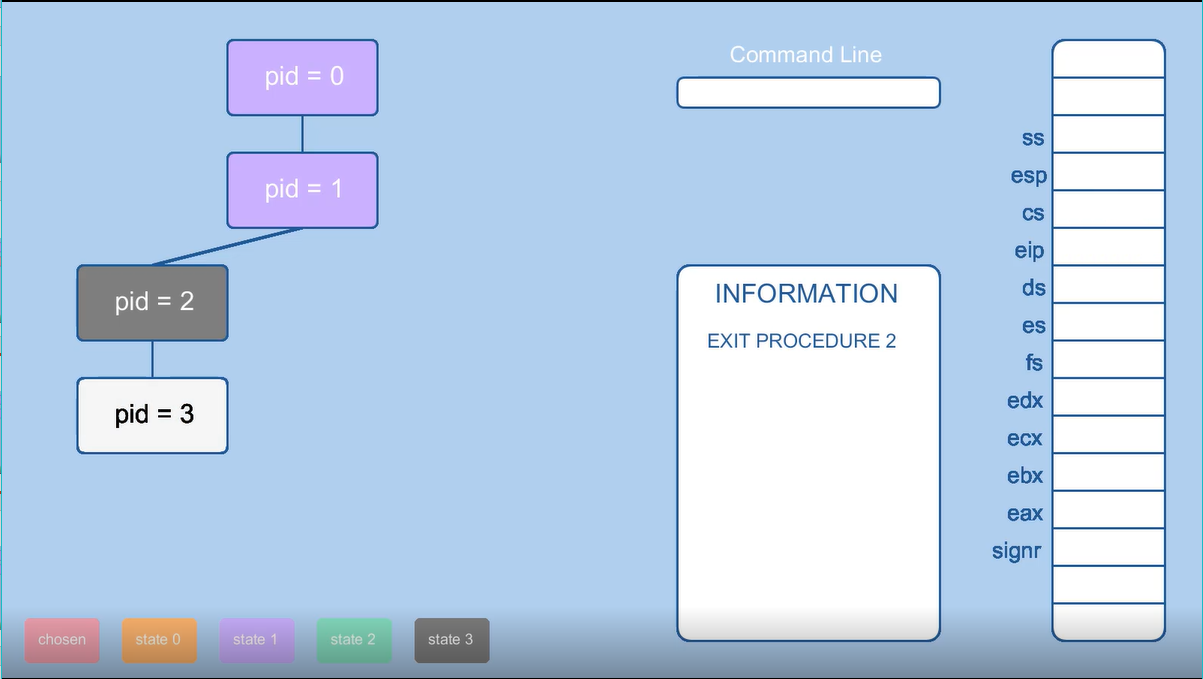 pid = 0
pid = 1
pid = 2
pid = 3
Command Line
INFORMATION
EXIT PROCEDURE 2
ss
esp
cs
eip
ds
es
fs
edx
ecx
ebx
eax
signr
chosen
state 0
state 1
state 2
state 3